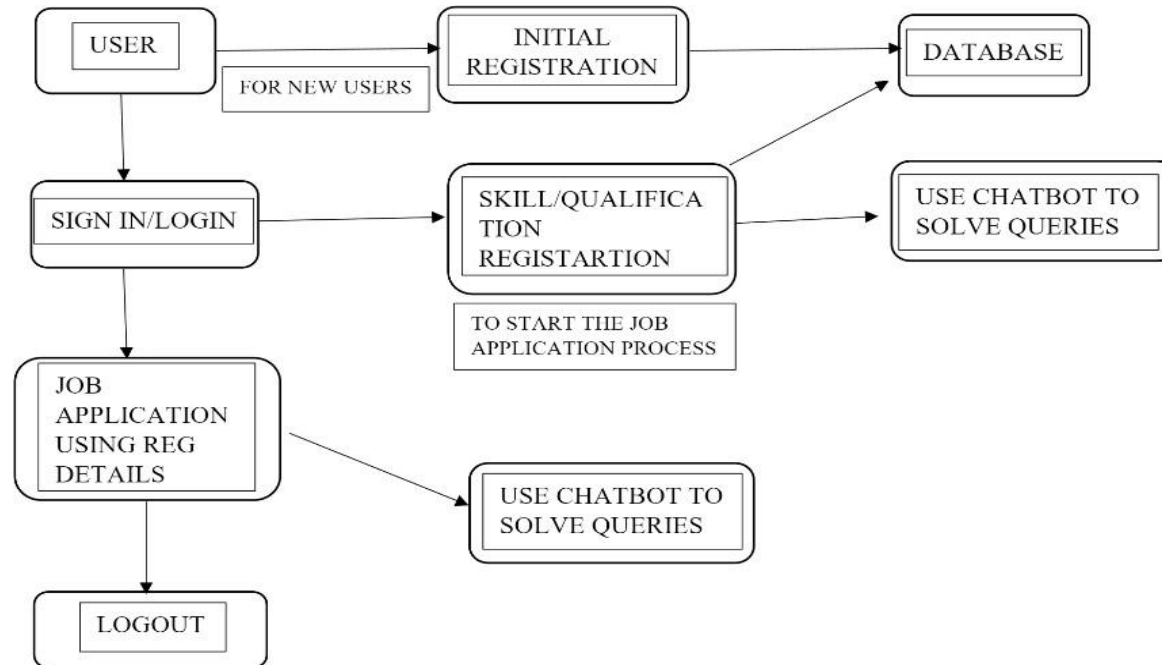 USER
INITIAL
REGISTRATION
DATABASE
FOR NEW USERS
SIGN IN/LOGIN
SKILL/QUALIFICA
TION
REGISTARTION
USE CHATBOT TO
SOLVE QUERIES
TO START THE JOB
APPLICATION PROCESS
JOB
APPLICATION
USING REG
DETAILS
USE CHATBOT TO
SOLVE QUERIES
LOGOUT